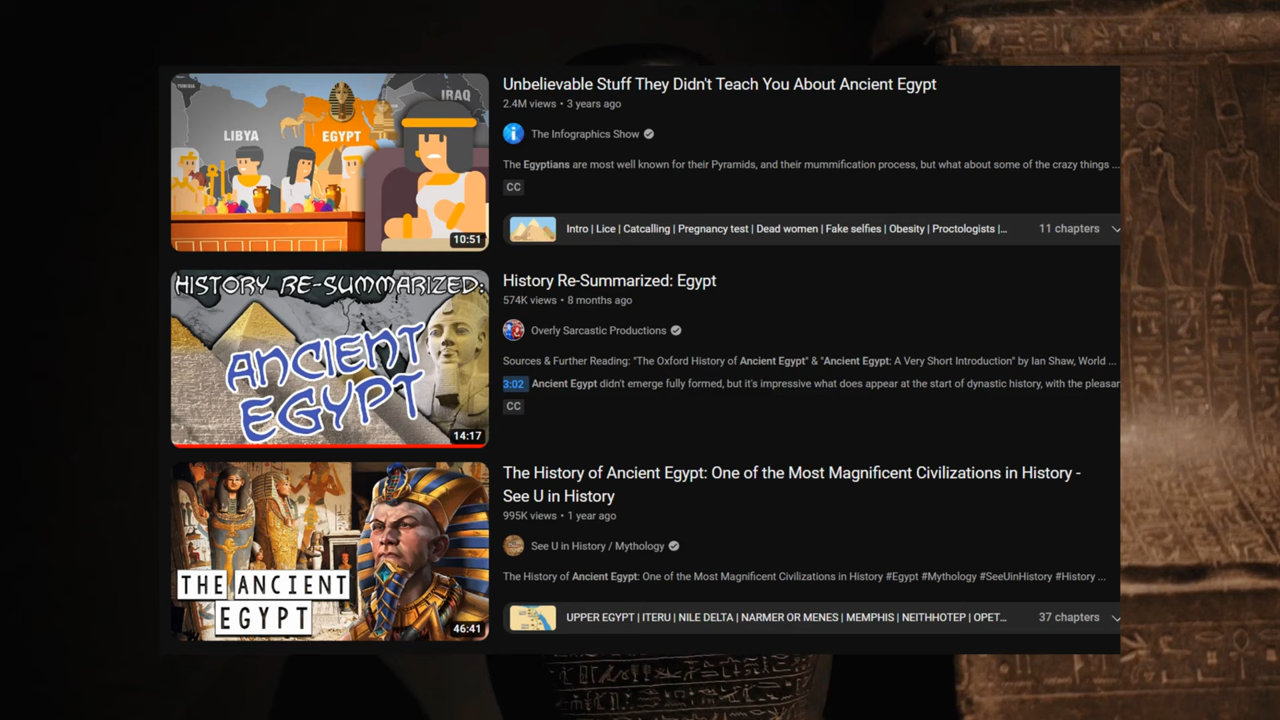 TUNISIA
IRAQ
LIBYA
EGYPT
10:51
Unbelievable Stuff They Didn't Teach You About Ancient Egypt
2.4M views • 3 years ago
The Infographics Show
The Egyptians are most well known for their Pyramids, and their mummification process, but what about some of the crazy things ...
CC
Intro | Lice | Catcalling | Pregnancy test | Dead women | Fake selfies | Obesity | Proctologists |...
11 chapters
HISTORY RE-SUMMARIZED:
ANCIENT
EGYPT
14:17
History Re-Summarized: Egypt
574K views • 8 months ago
Overly Sarcastic Productions
Sources & Further Reading: "The Oxford History of Ancient Egypt" & "Ancient Egypt: A Very Short Introduction" by Ian Shaw, World ...
3:02 Ancient Egypt didn't emerge fully formed, but it's impressive what does appear at the start of dynastic history, with the pleasar
CC
THE ANCIENT
EGYPT
46:41
The History of Ancient Egypt: One of the Most Magnificent Civilizations in History -
See U in History
995K views • 1 year ago
See U in History / Mythology
The History of Ancient Egypt: One of the Most Magnificent Civilizations in History #Egypt #Mythology #SeeUinHistory #History ...
UPPER EGYPT | ITERU | NILE DELTA | NARMER OR MENES | MEMPHIS | NEITHHOTEP | OPET...
37 chapters